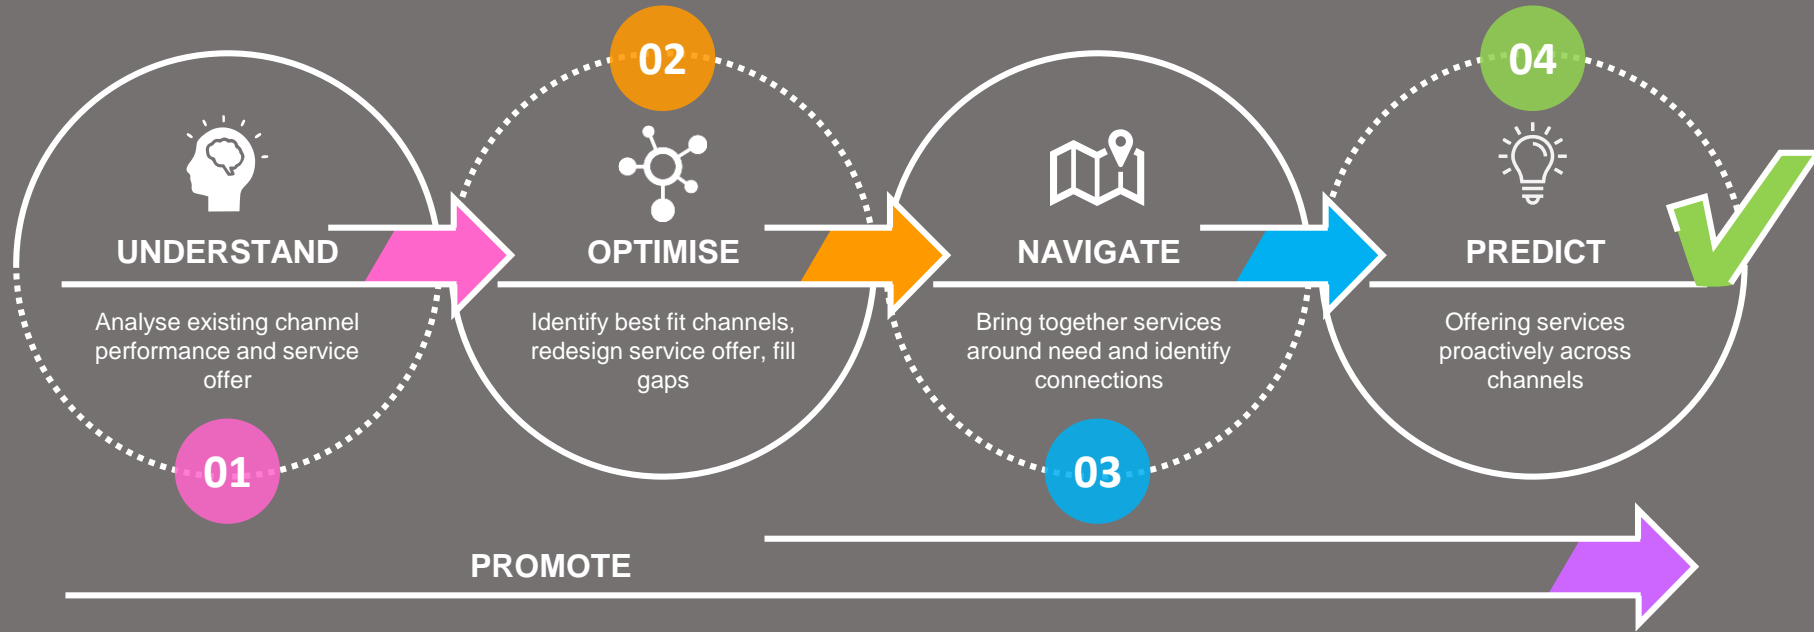 01
UNDERSTAND
Analyse existing channel
performance and service
offer
02
OPTIMISE
Identify best fit channels,
redesign service offer, fill
gaps
03
NAVIGATE
Bring together services
around need and identify
connections
04
PREDICT
Offering services
proactively across
channels
PROMOTE